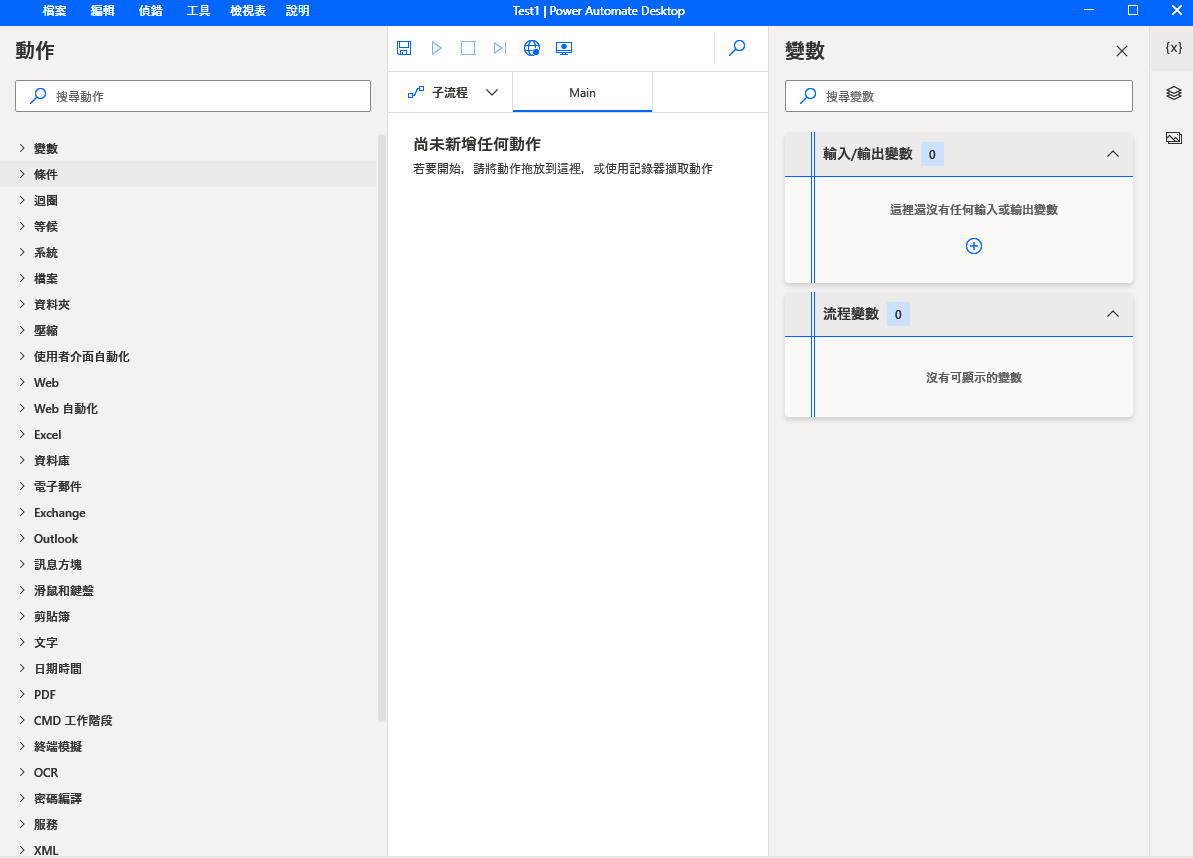 檔案 編輯 偵錯 工具 檢視表 說明
Test1 | Power Automate Desktop
動作
搜尋動作
變數
條件
迴圈
等候
系統
檔案
資料夾
壓縮
使用者介面自動化
Web
Web 自動化
Excel
資料庫
電子郵件
Exchange
Outlook
訊息方塊
滑鼠和鍵盤
剪貼簿
文字
日期時間
PDF
CMD 工作階段
終端模擬
OCR
密碼編譯
服務
XML
子流程
Main
尚未新增任何動作
若要開始，請將動作拖放到這裡，或使用記錄器擷取動作
變數
搜尋變數
輸入/輸出變數 0
這裡還沒有任何輸入或輸出變數
流程變數 0
沒有可顯示的變數
{x}